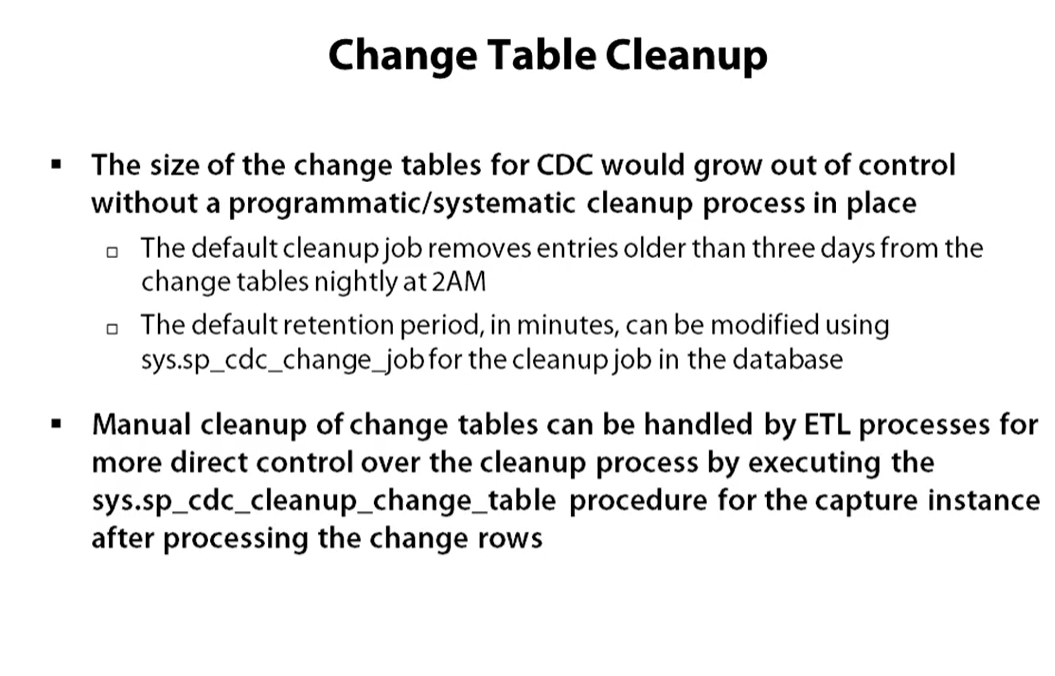 Change Table Cleanup
▪ The size of the change tables for CDC would grow out of control
without a programmatic/systematic cleanup process in place
▫ The default cleanup job removes entries older than three days from the
change tables nightly at 2AM
▫ The default retention period, in minutes, can be modified using
sys.sp_cdc_change_job for the cleanup job in the database
▪ Manual cleanup of change tables can be handled by ETL processes for
more direct control over the cleanup process by executing the
sys.sp_cdc_cleanup_change_table procedure for the capture instance
after processing the change rows